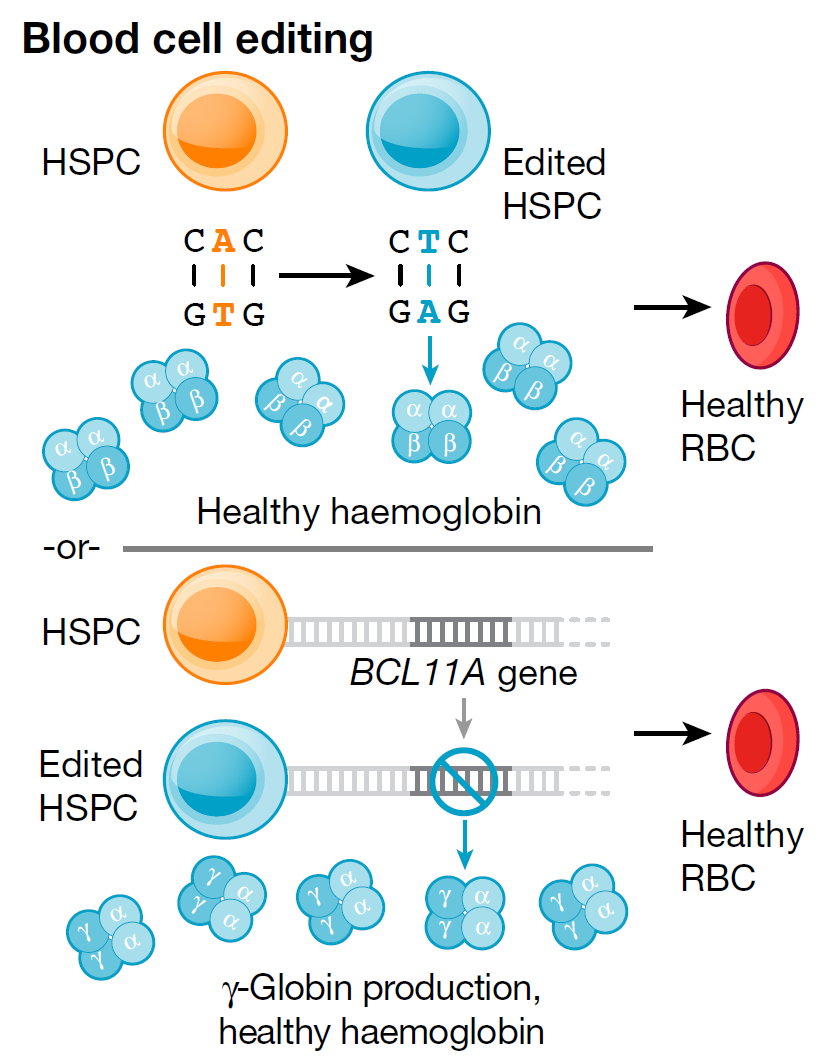 Blood cell editing
HSPC
Edited
HSPC
C A C
G T G
C T C
G A G
α α β β
α α β β
α α β β
α α β β
α α β β
α α β β
Healthy
RBC
Healthy haemoglobin
-or-
HSPC
BCL11A gene
Edited
HSPC
Healthy
RBC
γ α γ α
γ α γ α
γ α γ α
γ α γ α
γ α γ α
γ-Globin production,
healthy haemoglobin